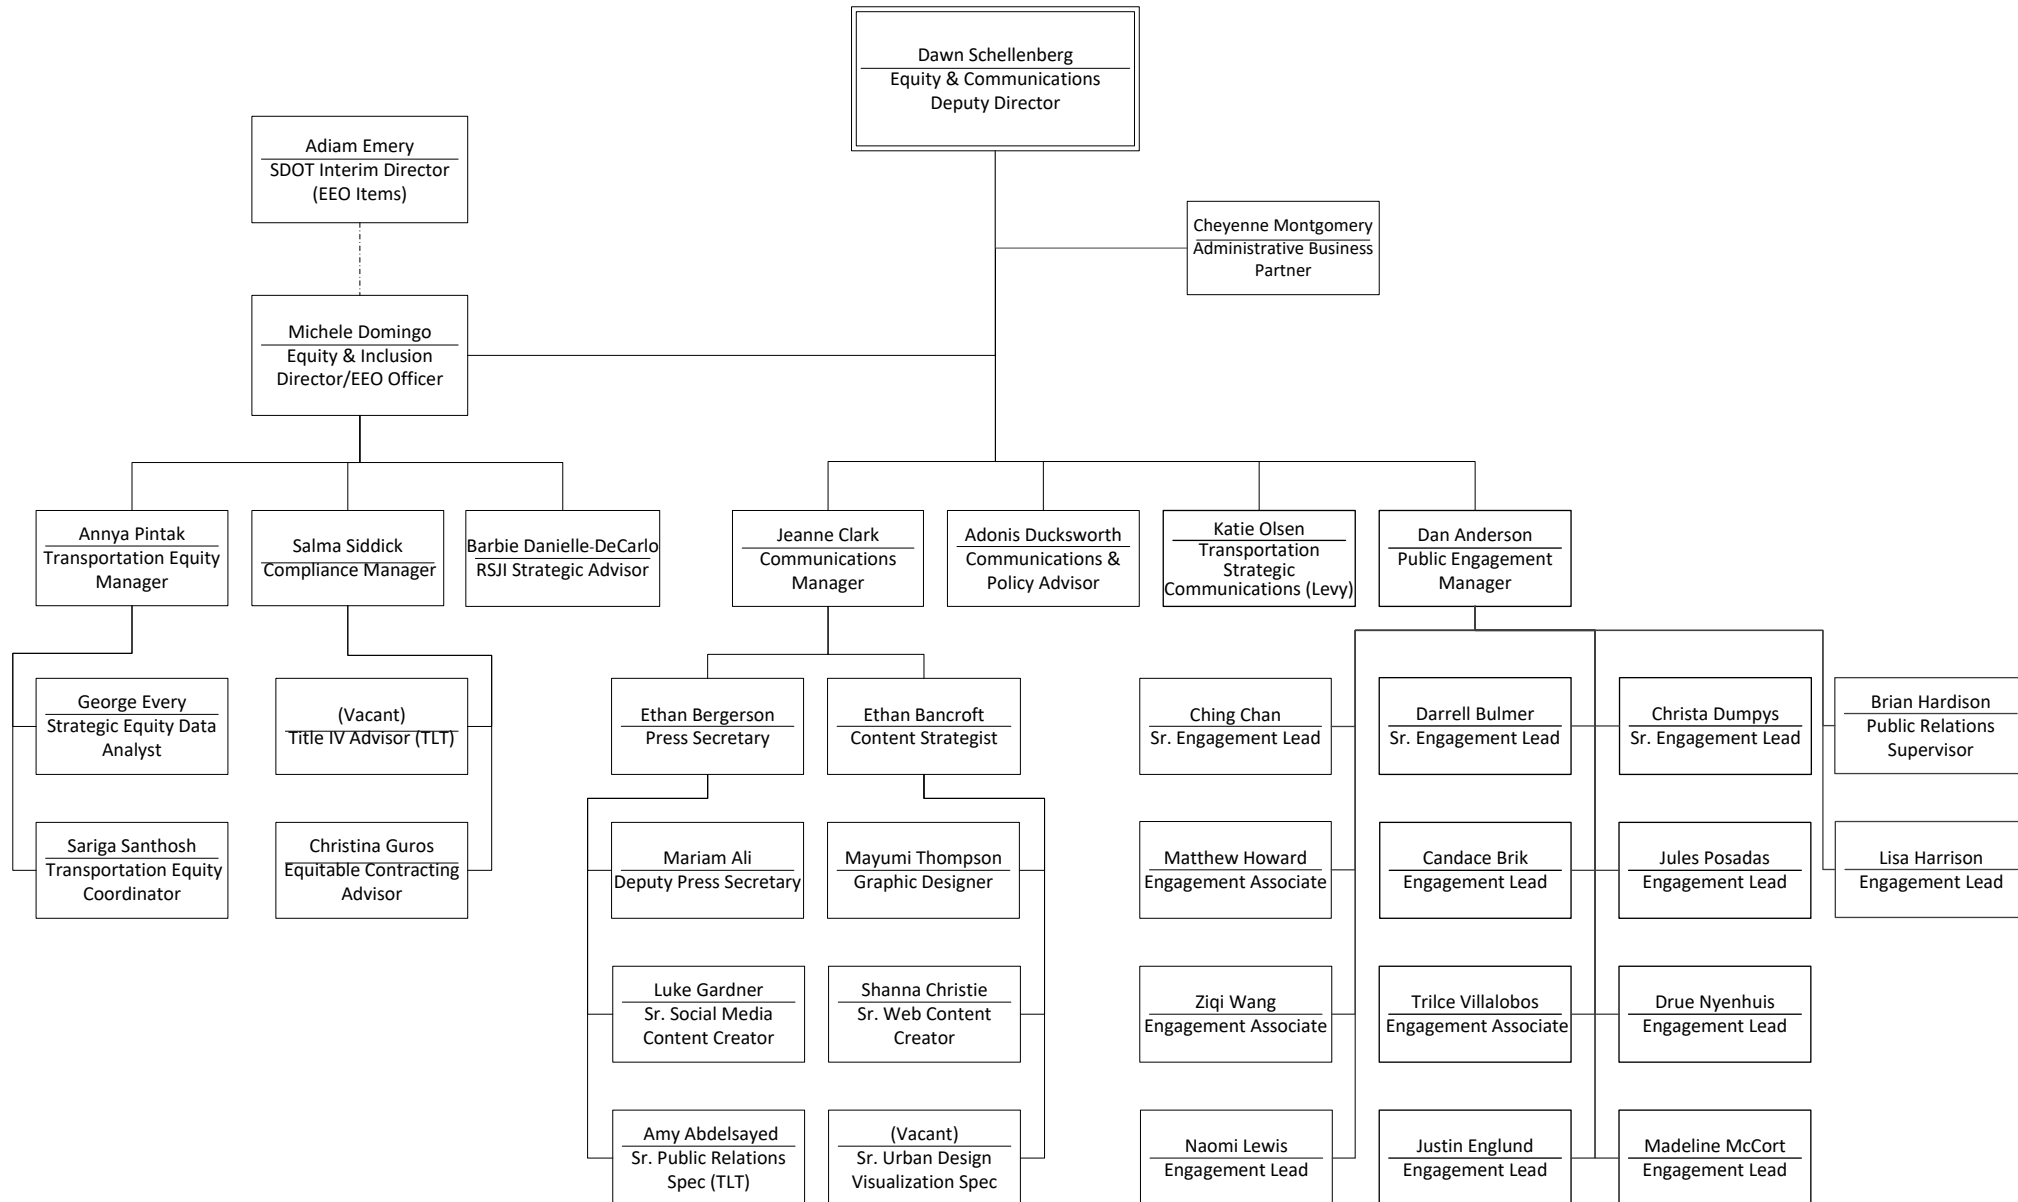 Dawn Schellenberg
Equity & Communications
Deputy Director
Adiam Emery
SDOT Interim Director
(EEO Items)
Cheyenne Montgomery
Administrative Business
Partner
Michele Domingo
Equity & Inclusion
Director/EEO Officer
Annya Pintak
Transportation Equity
Manager
Salma Siddick
Compliance Manager
Barbie Danielle-DeCarlo
RSJI Strategic Advisor
Jeanne Clark
Communications
Manager
Adonis Ducksworth
Communications &
Policy Advisor
Katie Olsen
Transportation
Strategic
Communications (Levy)
Dan Anderson
Public Engagement
Manager
George Every
Strategic Equity Data
Analyst
(Vacant)
Title IV Advisor (TLT)
Ethan Bergerson
Press Secretary
Ethan Bancroft
Content Strategist
Ching Chan
Sr. Engagement Lead
Darrell Bulmer
Sr. Engagement Lead
Christa Dumpys
Sr. Engagement Lead
Brian Hardison
Public Relations
Supervisor
Sariga Santhosh
Transportation Equity
Coordinator
Christina Guros
Equitable Contracting
Advisor
Mariam Ali
Deputy Press Secretary
Mayumi Thompson
Graphic Designer
Matthew Howard
Engagement Associate
Candace Brik
Engagement Lead
Jules Posadas
Engagement Lead
Lisa Harrison
Engagement Lead
Luke Gardner
Sr. Social Media
Content Creator
Shanna Christie
Sr. Web Content
Creator
Ziqi Wang
Engagement Associate
Trilce Villalobos
Engagement Associate
Drue Nyenhuis
Engagement Lead
Amy Abdelsayed
Sr. Public Relations
Spec (TLT)
(Vacant)
Sr. Urban Design
Visualization Spec
Naomi Lewis
Engagement Lead
Justin Englund
Engagement Lead
Madeline McCort
Engagement Lead